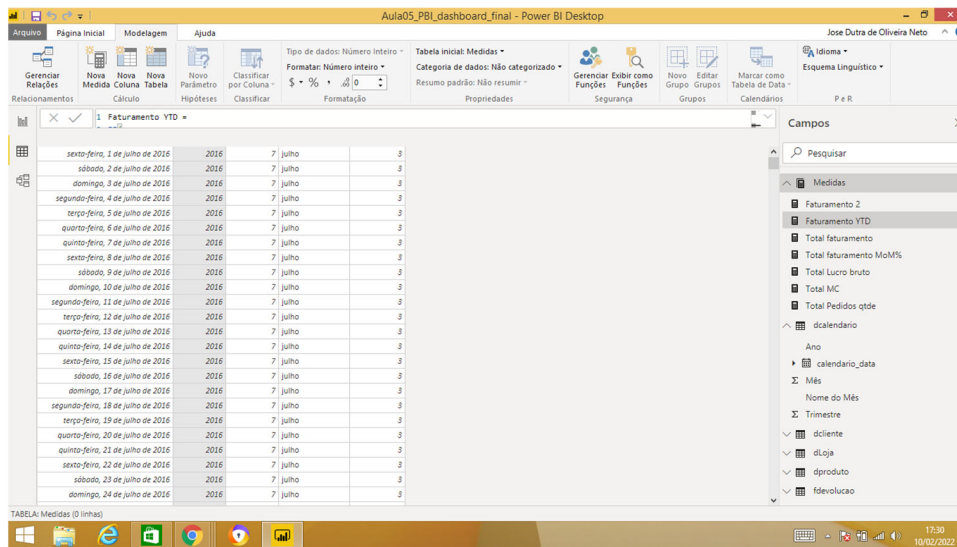 Aula05_PBI_dashboard_final - Power BI Desktop
Arquivo Página Inicial Modelagem Ajuda
Jose Dutra de Oliveira Neto
Gerenciar Relações
Relacionamentos
Nova Medida
Nova Coluna
Nova Tabela
Cálculo
Novo Parâmetro
Hipóteses
Classificar por Coluna
Classificar
Tipo de dados: Número Inteiro
Formatar: Número inteiro
$ % , 0
Formatação
Tabela inicial: Medidas
Categoria de dados: Não categorizado
Resumo padrão: Não resumir
Propriedades
Gerenciar Funções
Exibir como Funções
Segurança
Novo Grupo
Editar Grupos
Grupos
Marcar como Tabela de Data
Calendários
Idioma
Esquema Linguístico
P e R
1 Faturamento YTD =
sexta-feira, 1 de julho de 2016 2016 7 julho 3
sábado, 2 de julho de 2016 2016 7 julho 3
domingo, 3 de julho de 2016 2016 7 julho 3
segunda-feira, 4 de julho de 2016 2016 7 julho 3
terça-feira, 5 de julho de 2016 2016 7 julho 3
quarta-feira, 6 de julho de 2016 2016 7 julho 3
quinta-feira, 7 de julho de 2016 2016 7 julho 3
sexta-feira, 8 de julho de 2016 2016 7 julho 3
sábado, 9 de julho de 2016 2016 7 julho 3
domingo, 10 de julho de 2016 2016 7 julho 3
segunda-feira, 11 de julho de 2016 2016 7 julho 3
terça-feira, 12 de julho de 2016 2016 7 julho 3
quarta-feira, 13 de julho de 2016 2016 7 julho 3
quinta-feira, 14 de julho de 2016 2016 7 julho 3
sexta-feira, 15 de julho de 2016 2016 7 julho 3
sábado, 16 de julho de 2016 2016 7 julho 3
domingo, 17 de julho de 2016 2016 7 julho 3
segunda-feira, 18 de julho de 2016 2016 7 julho 3
terça-feira, 19 de julho de 2016 2016 7 julho 3
quarta-feira, 20 de julho de 2016 2016 7 julho 3
quinta-feira, 21 de julho de 2016 2016 7 julho 3
sexta-feira, 22 de julho de 2016 2016 7 julho 3
sábado, 23 de julho de 2016 2016 7 julho 3
domingo, 24 de julho de 2016 2016 7 julho 3
Campos
Pesquisar
Medidas
Faturamento 2
Faturamento YTD
Total faturamento
Total faturamento MoM%
Total Lucro bruto
Total MC
Total Pedidos qtde
dcalendario
Ano
calendario_data
Σ Mês
Nome do Mês
Σ Trimestre
dcliente
dLoja
dproduto
fdevolucao
TABELA: Medidas (0 linhas)
17:30
10/02/2022